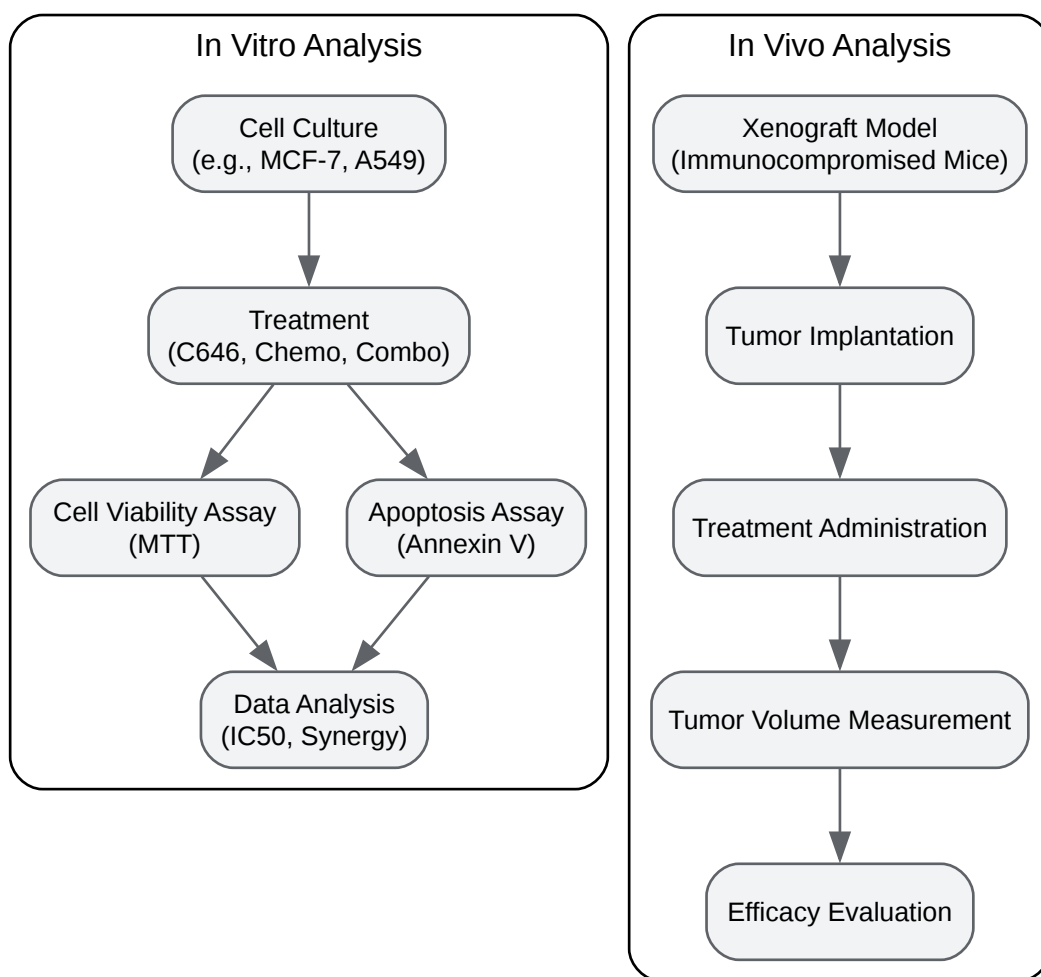 In Vitro Analysis
Cell Culture
(e.g., MCF-7, A549)
Treatment
(C646, Chemo, Combo)
Cell Viability Assay
(MTT)
Apoptosis Assay
(Annexin V)
Data Analysis
(IC50, Synergy)
In Vivo Analysis
Xenograft Model
(Immunocompromised Mice)
Tumor Implantation
Treatment Administration
Tumor Volume Measurement
Efficacy Evaluation